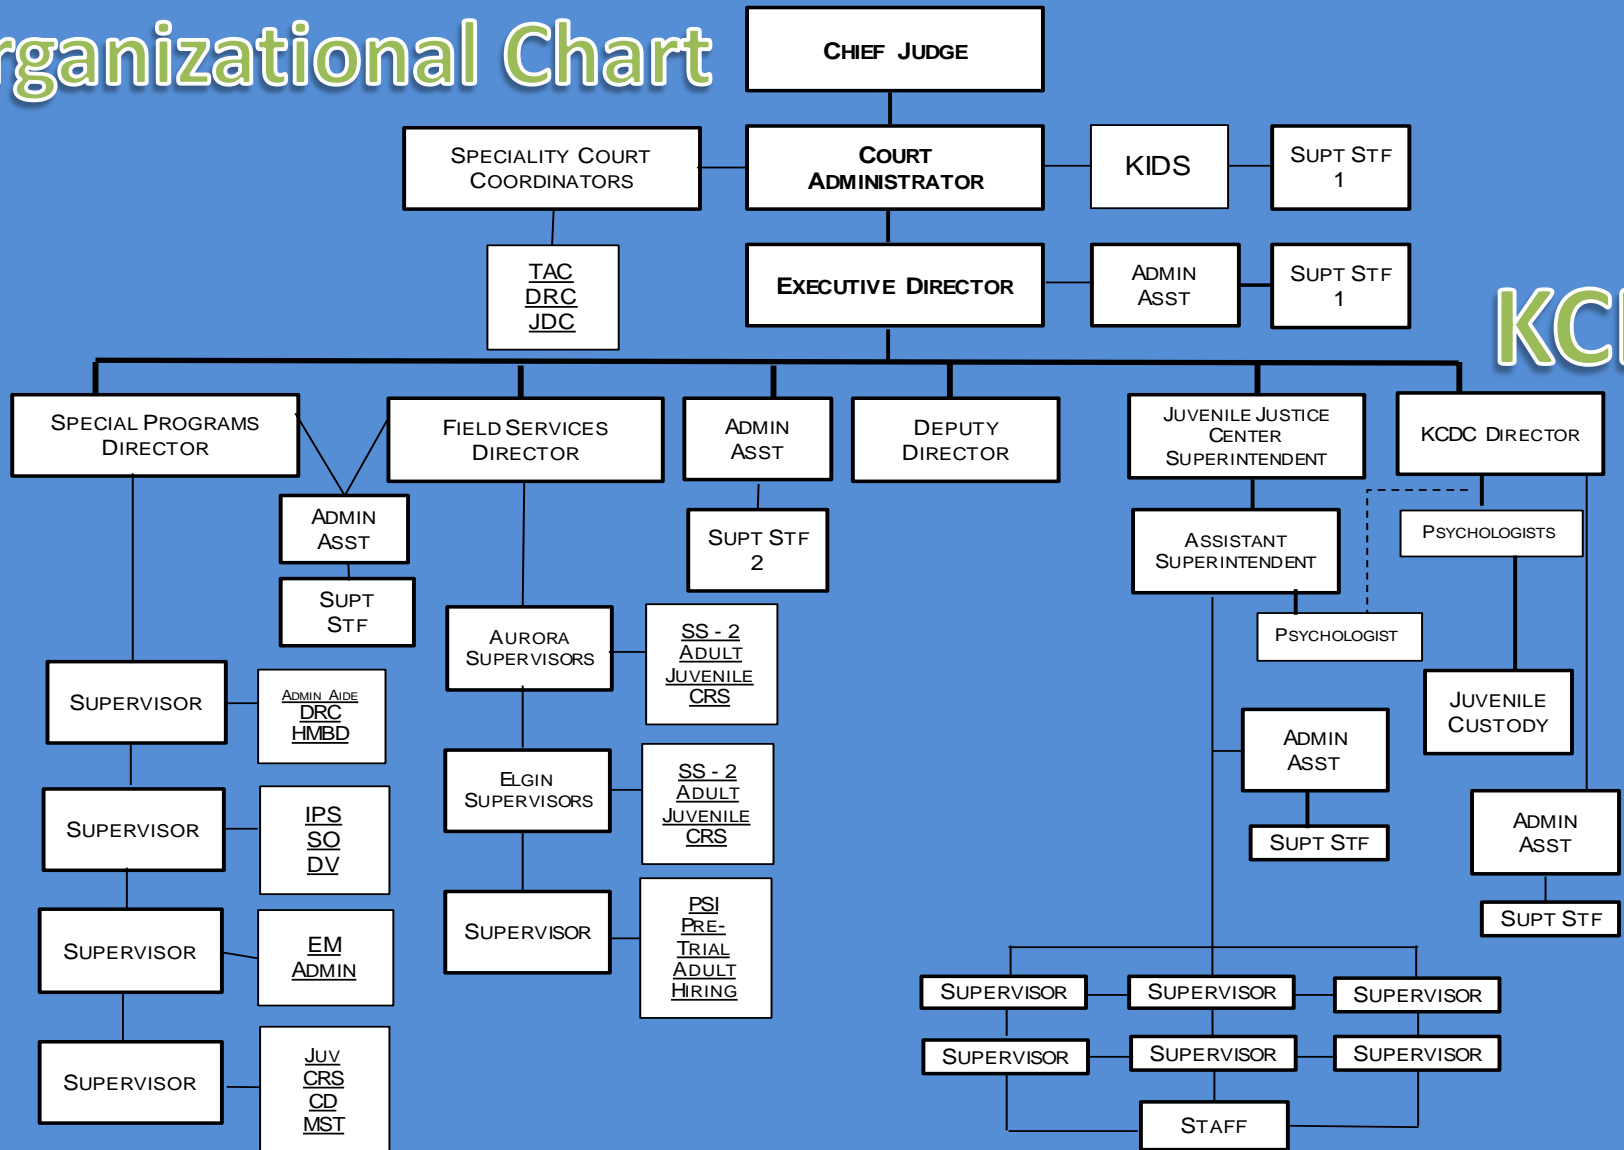 rganizational Chart
CHIEF JUDGE
SPECIALITY COURT
COORDINATORS
COURT
ADMINISTRATOR
KIDS
SUPT STF
1
TAC
DRC
JDC
EXECUTIVE DIRECTOR
ADMIN
ASST
SUPT STF
1
KC
SPECIAL PROGRAMS
DIRECTOR
FIELD SERVICES
DIRECTOR
ADMIN
ASST
DEPUTY
DIRECTOR
JUVENILE JUSTICE
CENTER
SUPERINTENDENT
KCDC DIRECTOR
ADMIN
ASST
SUPT STF
2
ASSISTANT
SUPERINTENDENT
PSYCHOLOGISTS
SUPT
STF
PSYCHOLOGIST
AURORA
SUPERVISORS
SS - 2
ADULT
JUVENILE
CRS
SUPERVISOR
ADMIN AIDE
DRC
HMBD
JUVENILE
CUSTODY
ADMIN
ASST
ELGIN
SUPERVISORS
SS - 2
ADULT
JUVENILE
CRS
SUPERVISOR
IPS
SO
DV
SUPT STF
ADMIN
ASST
SUPT STF
SUPERVISOR
EM
ADMIN
SUPERVISOR
PSI
PRE-
TRIAL
ADULT
HIRING
SUPERVISOR
SUPERVISOR
SUPERVISOR
SUPERVISOR
SUPERVISOR
SUPERVISOR
SUPERVISOR
JUV
CRS
CD
MST
STAFF